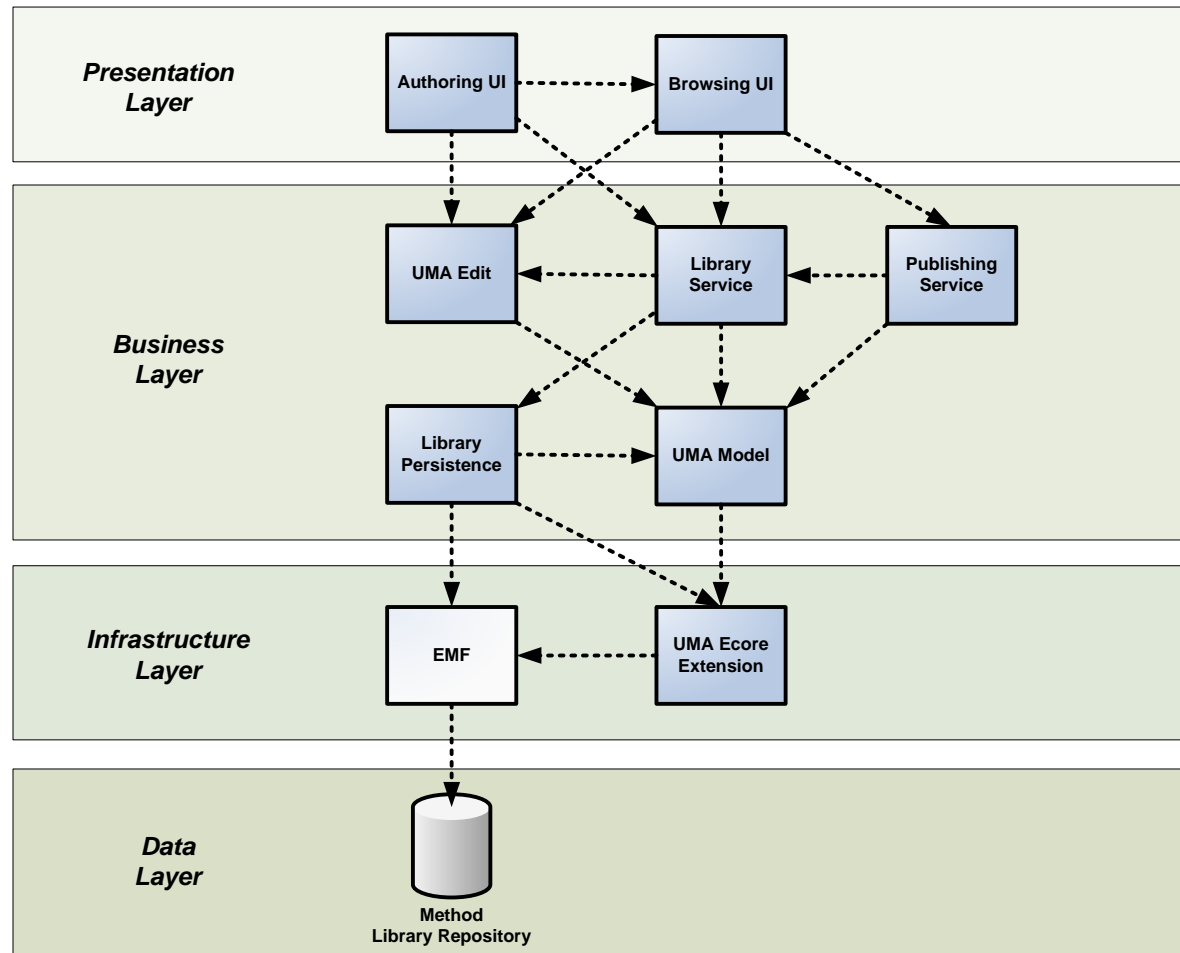 Presentation
Layer
Authoring UI
Browsing UI
Business
Layer
UMA Edit
Library
Service
Publishing
Service
Library
Persistence
UMA Model
Infrastructure
Layer
EMF
UMA Ecore
Extension
Data
Layer
Method
Library Repository